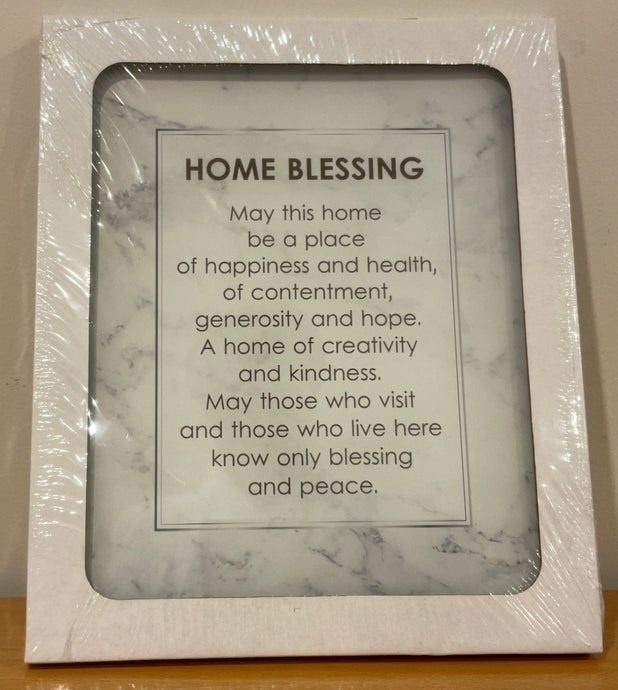 HOME BLESSING
May this home
be a place
of happiness and health,
of contentment,
generosity and hope.
A home of creativity
and kindness.
May those who visit
and those who live here
know only blessing
and peace.